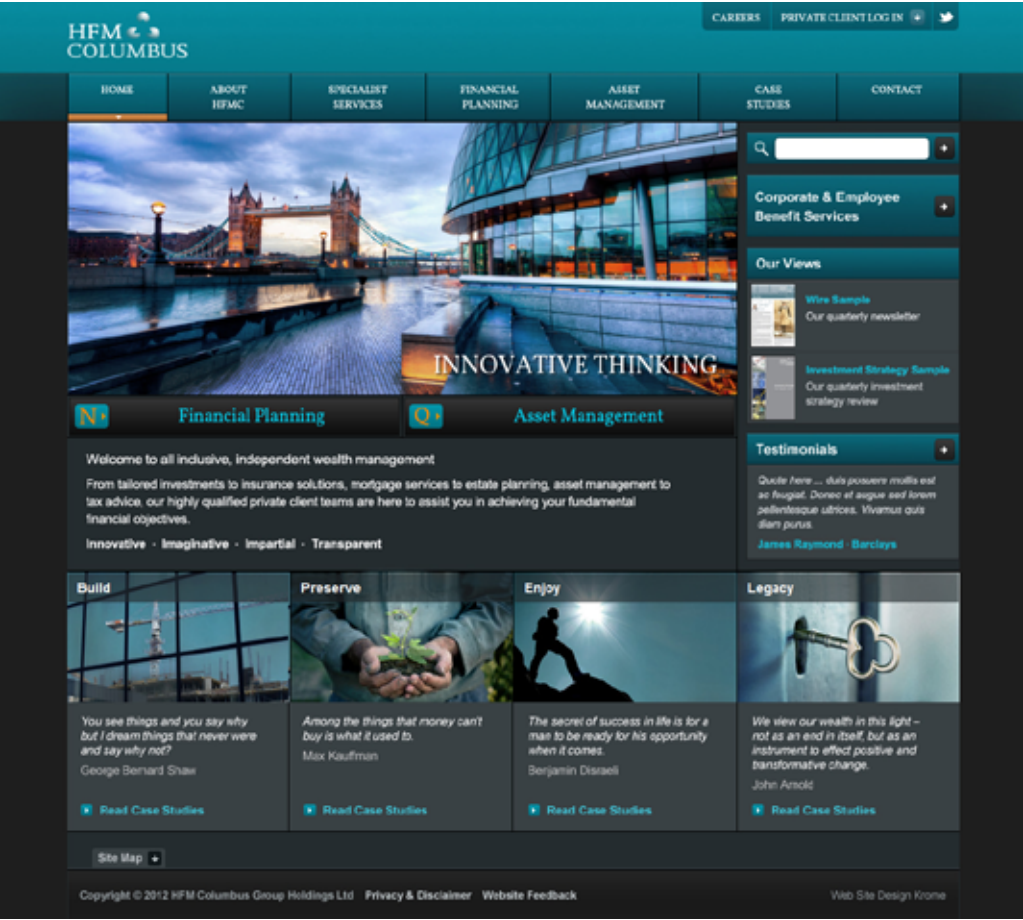 HFM
COLUMBUS
CAREERS
PRIVATE CLIENT LOG IN
HOME
ABOUT
HFMC
SPECIALIST
SERVICES
FINANCIAL
PLANNING
ASSET
MANAGEMENT
CASE
STUDIES
CONTACT
INNOVATIVE THINKING
N
Financial Planning
Q
Asset Management
Welcome to all inclusive, independent wealth management
From tailored investments to insurance solutions, mortgage services to estate planning, asset management to
tax advice, our highly qualified private client teams are here to assist you in achieving your fundamental
financial objectives.
Innovative - Imaginative - Impartial - Transparent
Corporate & Employee
Benefit Services
Our Views
Wire Sample
Our quarterly newsletter
Investment Strategy Sample
Our quarterly investment
strategy review
Testimonials
Quote here ... duis posuere mollis est
ac feugiat. Donec et augue sed lorem
pellentesque ultrices. Vivamus quis
diam purus.
James Raymond - Barclays
Build
You see things and you say why
but I dream things that never were
and say why not?
George Bernard Shaw
Read Case Studies
Preserve
Among the things that money can't
buy is what it used to.
Max Kauffman
Read Case Studies
Enjoy
The secret of success in life is for a
man to be ready for his opportunity
when it comes.
Benjamin Disraeli
Read Case Studies
Legacy
We view our wealth in this light –
not as an end in itself, but as an
instrument to effect positive and
transformative change.
John Arnold
Read Case Studies
Site Map
Copyright © 2012 HFM Columbus Group Holdings Ltd
Privacy & Disclaimer
Website Feedback
Web Site Design Krome